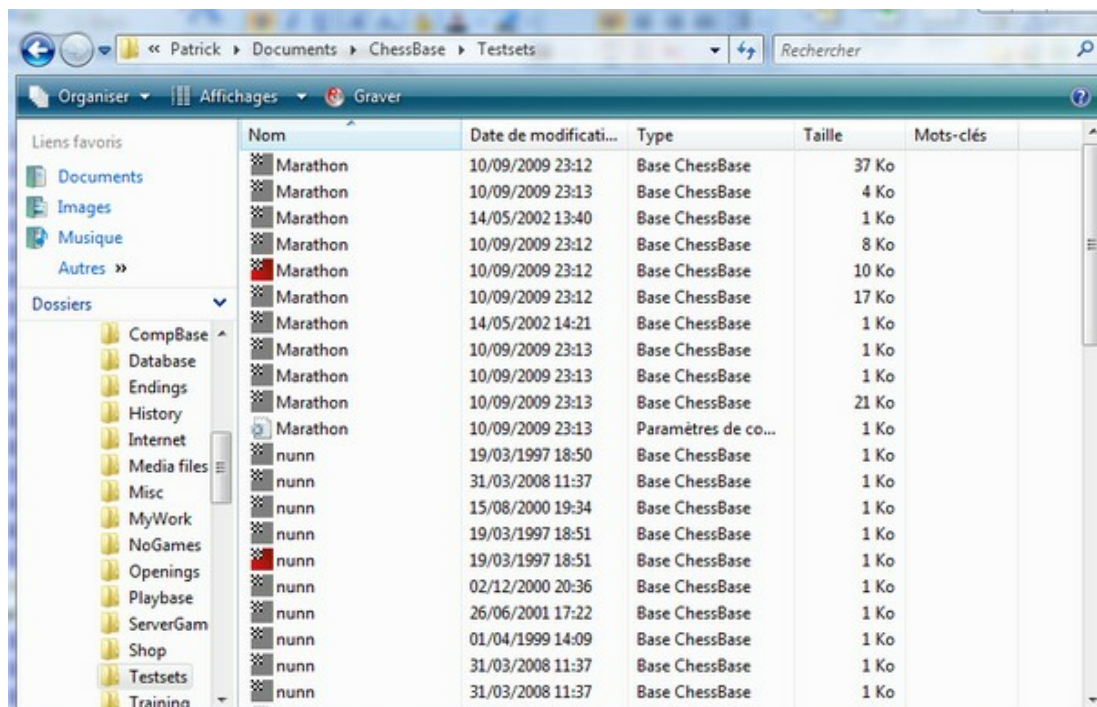 « Patrick ▸ Documents ▸ ChessBase ▸ Testsets Rechercher
Organiser Affichages Graver
Liens favoris
Documents
Images
Musique
Autres »
Dossiers
CompBase
Database
Endings
History
Internet
Media files
Misc
MyWork
NoGames
Openings
Playbase
ServerGam
Shop
Testsets
Training
Nom Date de modificati... Type Taille Mots-clés
Marathon 10/09/2009 23:12 Base ChessBase 37 Ko
Marathon 10/09/2009 23:13 Base ChessBase 4 Ko
Marathon 14/05/2002 13:40 Base ChessBase 1 Ko
Marathon 10/09/2009 23:12 Base ChessBase 8 Ko
Marathon 10/09/2009 23:12 Base ChessBase 10 Ko
Marathon 10/09/2009 23:12 Base ChessBase 17 Ko
Marathon 14/05/2002 14:21 Base ChessBase 1 Ko
Marathon 10/09/2009 23:13 Base ChessBase 1 Ko
Marathon 10/09/2009 23:13 Base ChessBase 1 Ko
Marathon 10/09/2009 23:13 Base ChessBase 21 Ko
Marathon 10/09/2009 23:13 Paramètres de co... 1 Ko
nunn 19/03/1997 18:50 Base ChessBase 1 Ko
nunn 31/03/2008 11:37 Base ChessBase 1 Ko
nunn 15/08/2000 19:34 Base ChessBase 1 Ko
nunn 19/03/1997 18:51 Base ChessBase 1 Ko
nunn 19/03/1997 18:51 Base ChessBase 1 Ko
nunn 02/12/2000 20:36 Base ChessBase 1 Ko
nunn 26/06/2001 17:22 Base ChessBase 1 Ko
nunn 01/04/1999 14:09 Base ChessBase 1 Ko
nunn 31/03/2008 11:37 Base ChessBase 1 Ko
nunn 31/03/2008 11:37 Base ChessBase 1 Ko